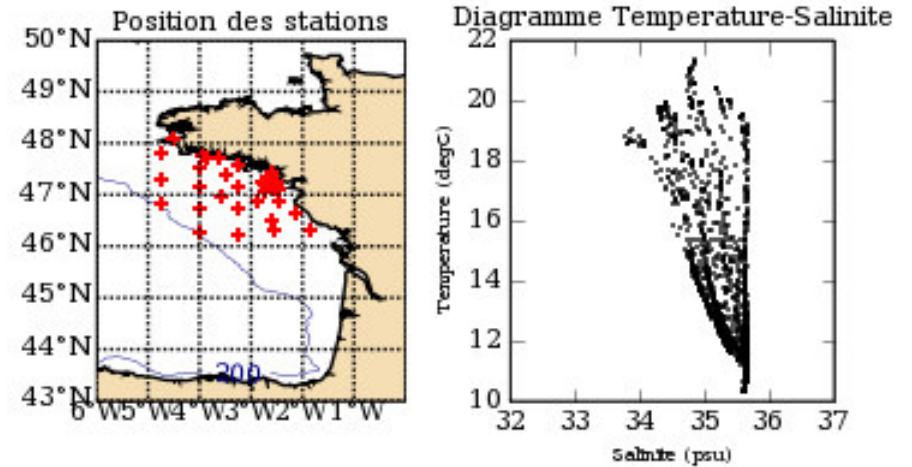 Position des stations
50°N
49°N
48°N
47°N
46°N
45°N
44°N
43°N
200
6°W5°W4°W3°W2°W1°W
Diagramme Temperature-Salinite
Temperature (degC)
22
20
18
16
14
12
10
32 33 34 35 36 37
Salinite (psu)